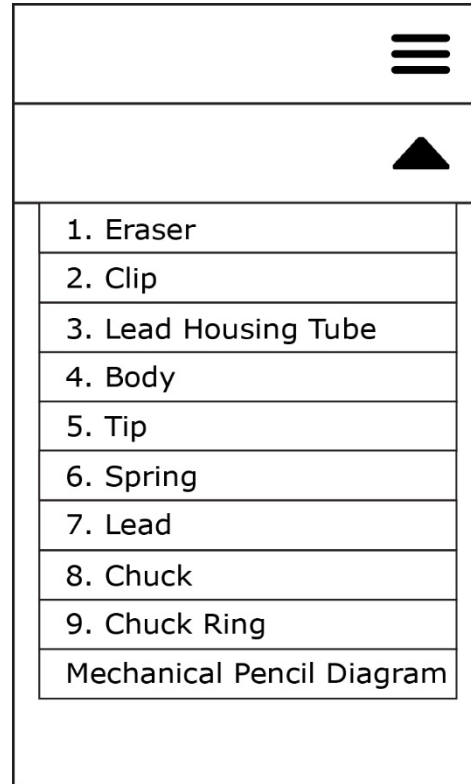 1. Eraser
2. Clip
3. Lead Housing Tube
4. Body
5. Tip
6. Spring
7. Lead
8. Chuck
9. Chuck Ring
Mechanical Pencil Diagram